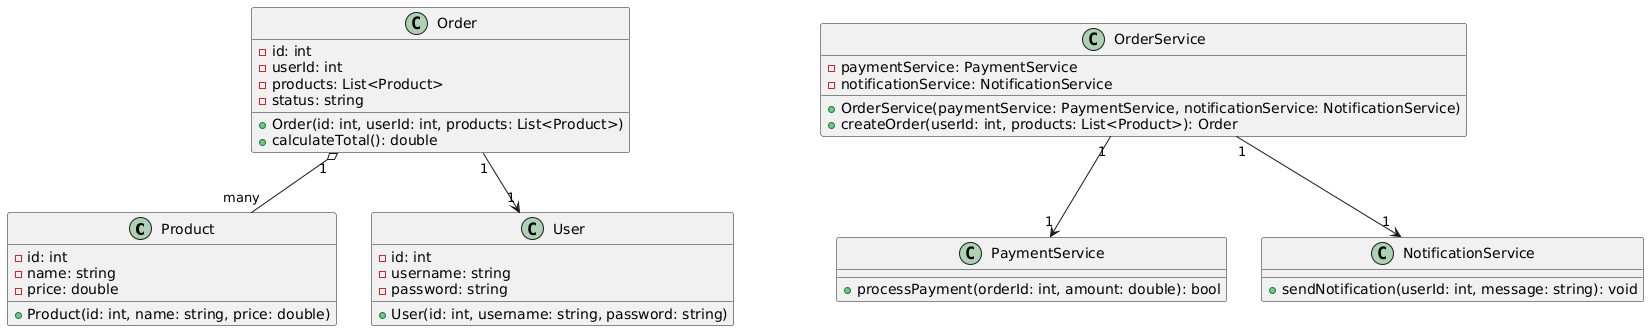 C Order
id: int
userId: int
products: List<Product>
status: string
Order(id: int, userId: int, products: List<Product>)
calculateTotal(): double
C OrderService
paymentService: PaymentService
notificationService: NotificationService
OrderService(paymentService: PaymentService, notificationService: NotificationService)
createOrder(userId: int, products: List<Product>): Order
1
many
1
1
1
1
1
1
C Product
id: int
name: string
price: double
Product(id: int, name: string, price: double)
C User
id: int
username: string
password: string
User(id: int, username: string, password: string)
C PaymentService
processPayment(orderId: int, amount: double): bool
C NotificationService
sendNotification(userId: int, message: string): void